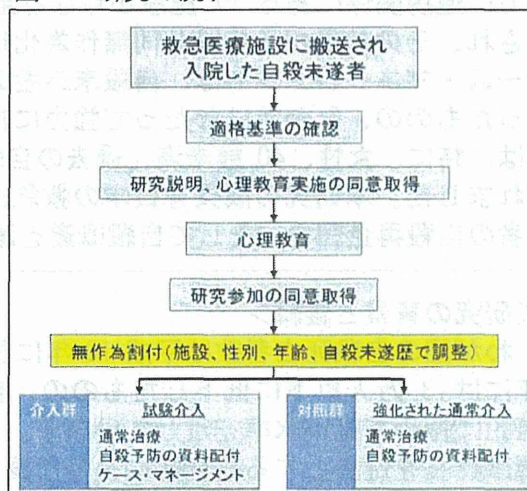 救急医療施設に搬送され
入院した自殺未遂者
適格基準の確認
研究説明、心理教育実施の同意取得
心理教育
研究参加の同意取得
無作為割付(施設、性別、年齢、自殺未遂歴で調整)
介入群
試験介入
通常治療
自殺予防の資料配付
ケース・マネージメント
対照群
強化された通常介入
通常治療
自殺予防の資料配付